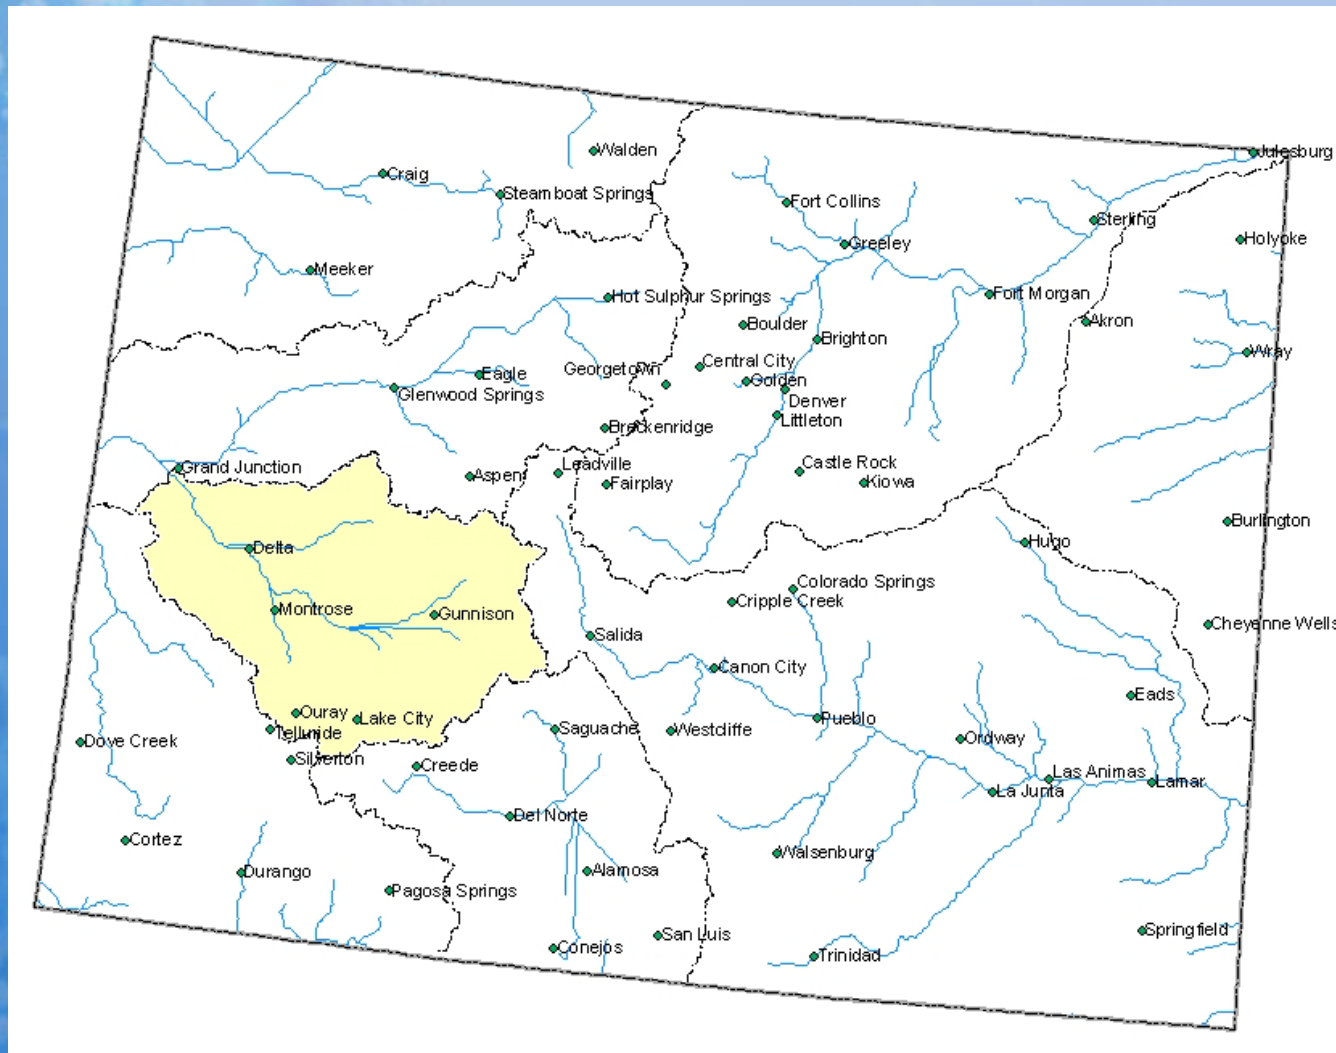 Julesburg
Walden
Craig
Steamboat Springs
Fort Collins
Sterling
Holyoke
Greeley
Meeker
Hot Sulphur Springs
Fort Morgan
Boulder
Akron
Brighton
Wray
Central City
Georgetown
Eagle
Golden
Glenwood Springs
Denver
Littleton
Breckenridge
Castle Rock
Leadville
Grand Junction
Aspen
Fairplay
Kiowa
Burlington
Hugo
Delta
Colorado Springs
Cripple Creek
Montrose
Gunnison
Cheyenne Wells
Salida
Canon City
Eads
Ouray
Lake City
Pueblo
Saguache
Westcliffe
Telluride
Ordway
Dove Creek
Silverton
Creede
Las Animas
Lamar
La Junta
Del Norte
Cortez
Walsenburg
Durango
Alamosa
Pagosa Springs
Springfield
San Luis
Conejos
Trinidad